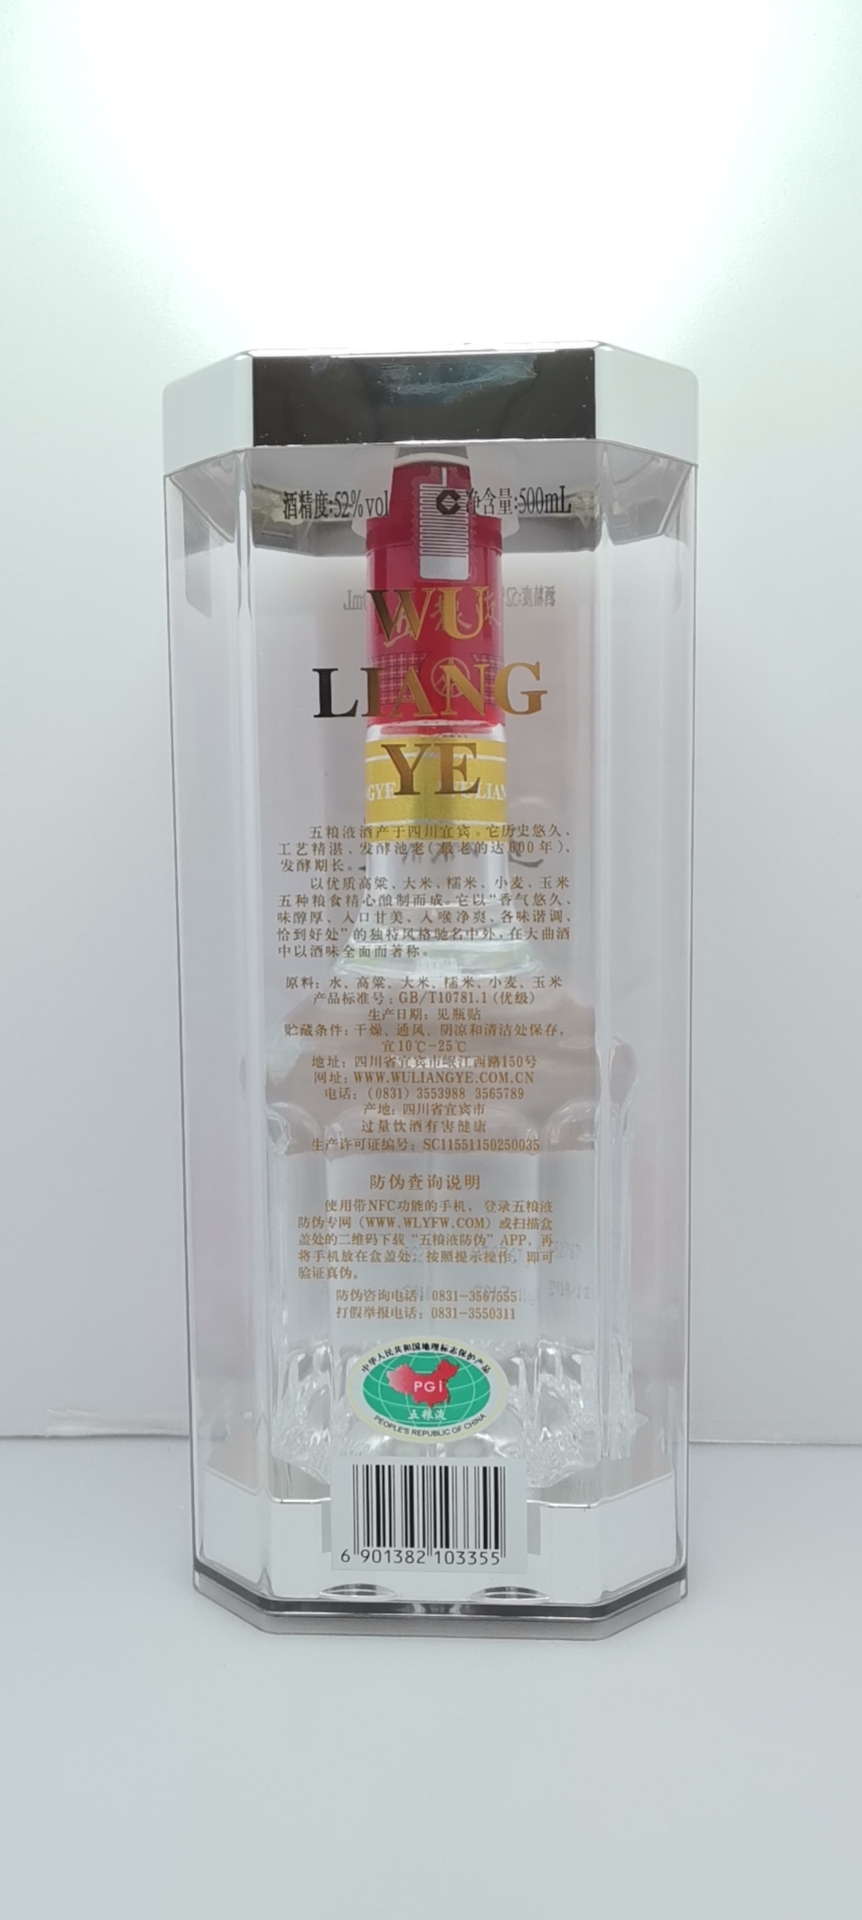 酒精度:52%vol 净含量:500mL
WU
LIANG
YE
五粮液酒产于四川宜宾。它历史悠久、
工艺精湛、发酵池老(最老的达600年)、
发酵期长。
以优质高粱、大米、糯米、小麦、玉米
五种粮食精心酿制而成。它以“香气悠久、
味醇厚、入口甘美、入喉净爽、各味谐调、
恰到好处”的独特风格驰名中外,在大曲酒
中以酒味全面而著称。
原料: 水、高粱、大米、糯米、小麦、玉米
产品标准号: GB/T10781.1(优级)
生产日期: 见瓶贴
贮藏条件: 干燥、通风、阴凉和清洁处保存,
宜10℃-25℃
地址: 四川省宜宾市岷江西路150号
网址: WWW.WULIANGYE.COM.CN
电话: (0831) 3553988 3565789
产地: 四川省宜宾市
过量饮酒有害健康
生产许可证编号: SC11551150250035
防伪查询说明
使用带NFC功能的手机, 登录五粮液
防伪专网 (WWW.WLYFW.COM) 或扫描盒
盖处的二维码下载 “五粮液防伪” APP, 再
将手机放在盒盖处, 按照提示操作, 即可
验证真伪。
防伪咨询电话: 0831-3567555
打假举报电话: 0831-3550311
中华人民共和国地理标志保护产品
PGI
五粮液
PEOPLE'S REPUBLIC OF CHINA
6 901382 103355